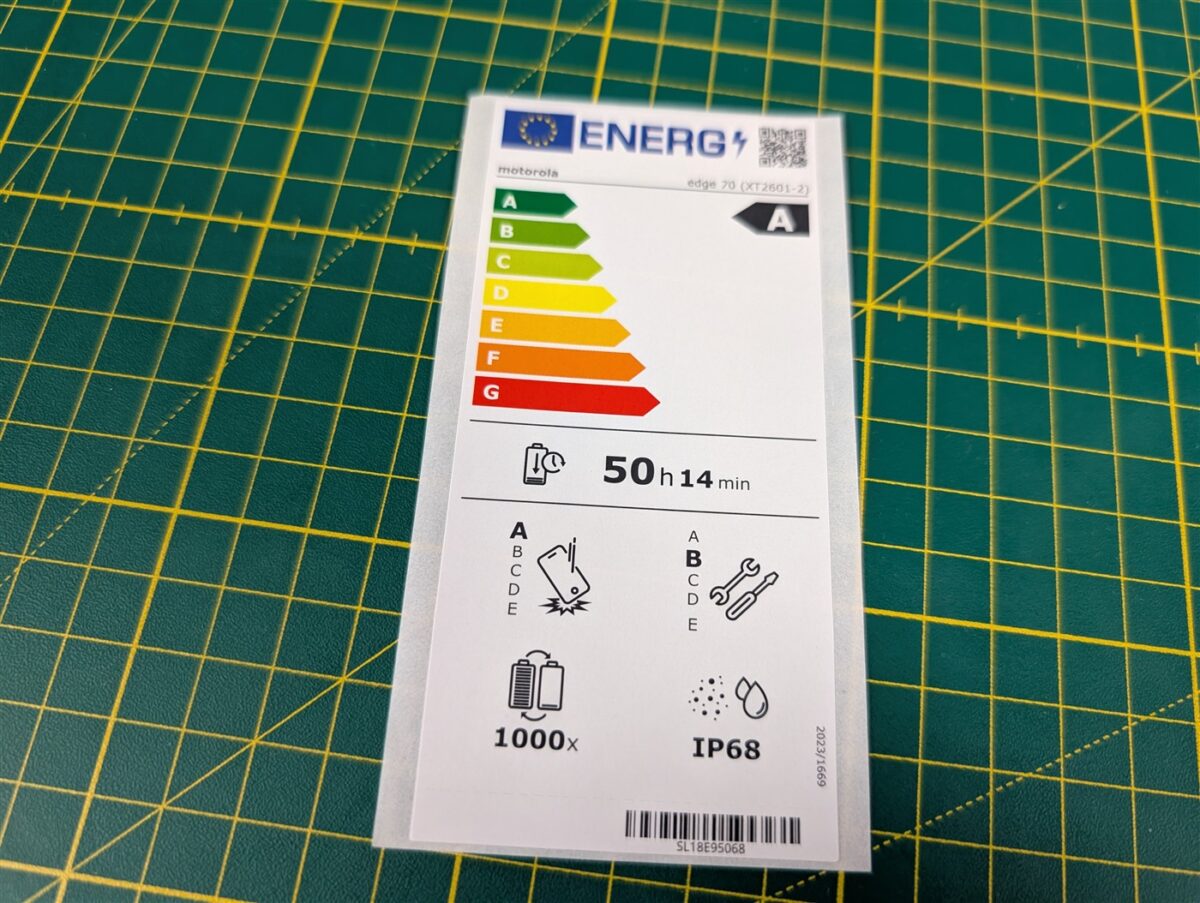 ENERG
motorola
edge 70 (XT2601-2)
A
A
B
C
D
E
F
G
50 h 14 min
A
B
C
D
E
A
B
C
D
E
1000x
IP68
2023/1669
SL18E95068